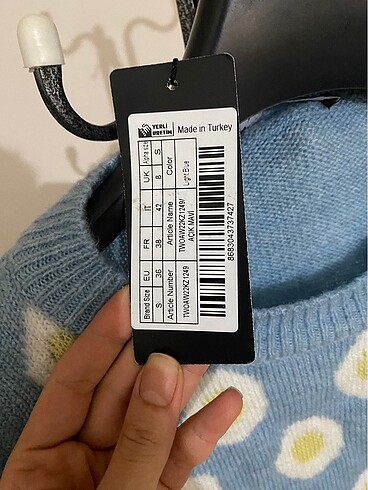 YERLİ
ÜRETİM
Made in Turkey
Brand Size EU FR IT UK Alpha size
S 36 38 42 8 S
Article Number Article Name Color
TWOAW22KZ1249 TWOAW22KZ1249/ Light Blue
AÇIK MAVİ
8683043737427